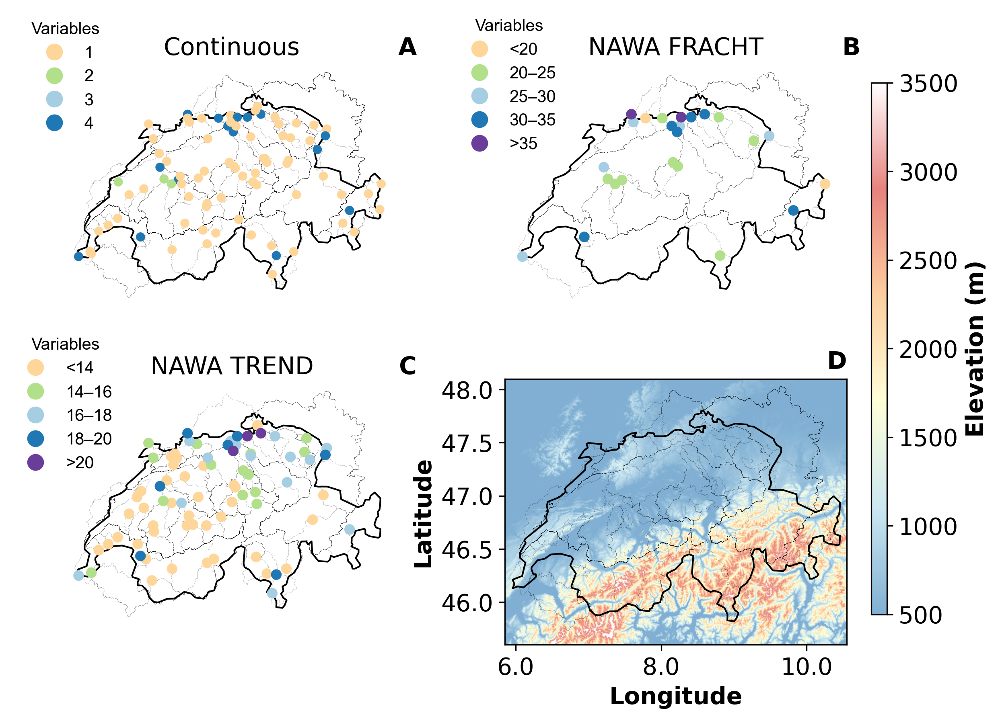 Variables
1
2
3
4
Continuous
A
Variables
<20
20–25
25–30
30–35
>35
NAWA FRACHT
B
Variables
<14
14–16
16–18
18–20
>20
NAWA TREND
C
D
48.0
47.5
47.0
46.5
46.0
Latitude
6.0
8.0
10.0
Longitude
3500
3000
2500
2000
1500
1000
500
Elevation (m)